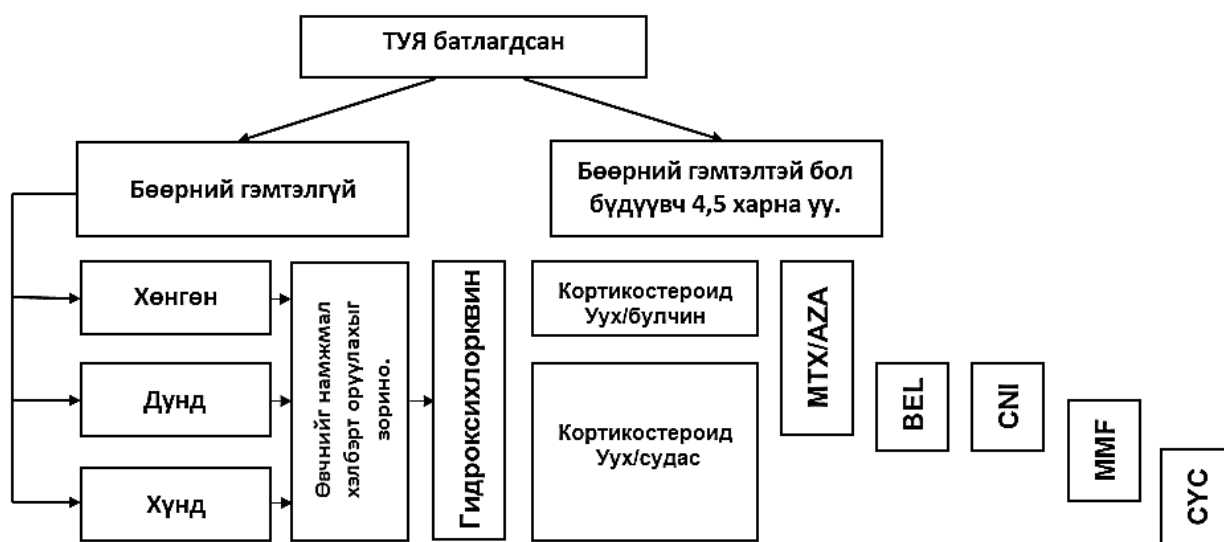 ТУЯ батлагдсан
Бөөрний гэмтэлгүй
Бөөрний гэмтэлтэй бол
бүдүүвч 4,5 харна уу.
Хөнгөн
Дунд
Хүнд
Өвчнийг намжмал
хэлбэрт оруулахыг
зорино.
Гидроксихлорквин
Кортикостероид
Уух/булчин
Кортикостероид
Уух/судас
MTX/AZA
BEL
CNI
MMF
CYC